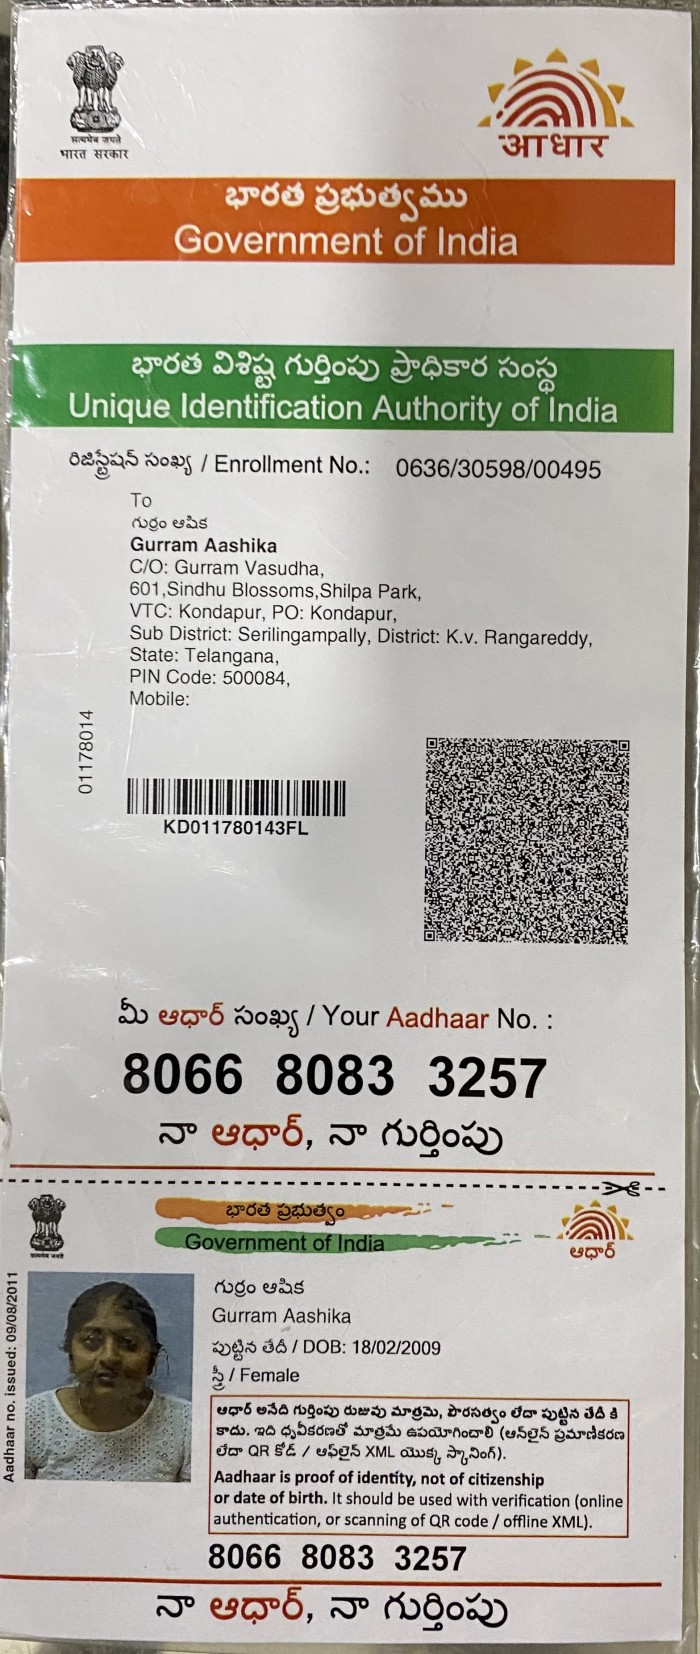 सत्यमेव जयते
भारत सरकार
आधार
భారత ప్రభుత్వము
Government of India
భారత విశిష్ట గుర్తింపు ప్రాధికార సంస్థ
Unique Identification Authority of India
రిజిస్ట్రేషన్ సంఖ్య / Enrollment No.: 0636/30598/00495
To
గుర్రం ఆషిక
Gurram Aashika
C/O: Gurram Vasudha,
601,Sindhu Blossoms,Shilpa Park,
VTC: Kondapur, PO: Kondapur,
Sub District: Serilingampally, District: K.v. Rangareddy,
State: Telangana,
PIN Code: 500084,
Mobile:
01178014
KD011780143FL
మీ ఆధార్ సంఖ్య / Your Aadhaar No. :
8066 8083 3257
నా ఆధార్, నా గుర్తింపు
భారత ప్రభుత్వం
Government of India
ఆధార్
Aadhaar no. issued: 09/08/2011
గుర్రం ఆషిక
Gurram Aashika
పుట్టిన తేదీ / DOB: 18/02/2009
స్త్రీ / Female
ఆధార్ అనేది గుర్తింపు రుజువు మాత్రమే, పౌరసత్వం లేదా పుట్టిన తేదీ కి
కాదు. ఇది ధృవీకరణతో మాత్రమే ఉపయోగించాలి (ఆన్‌లైన్ ప్రమాణీకరణ
లేదా QR కోడ్ / ఆఫ్‌లైన్ XML యొక్క స్కానింగ్).
Aadhaar is proof of identity, not of citizenship
or date of birth. It should be used with verification (online
authentication, or scanning of QR code / offline XML).
8066 8083 3257
నా ఆధార్, నా గుర్తింపు